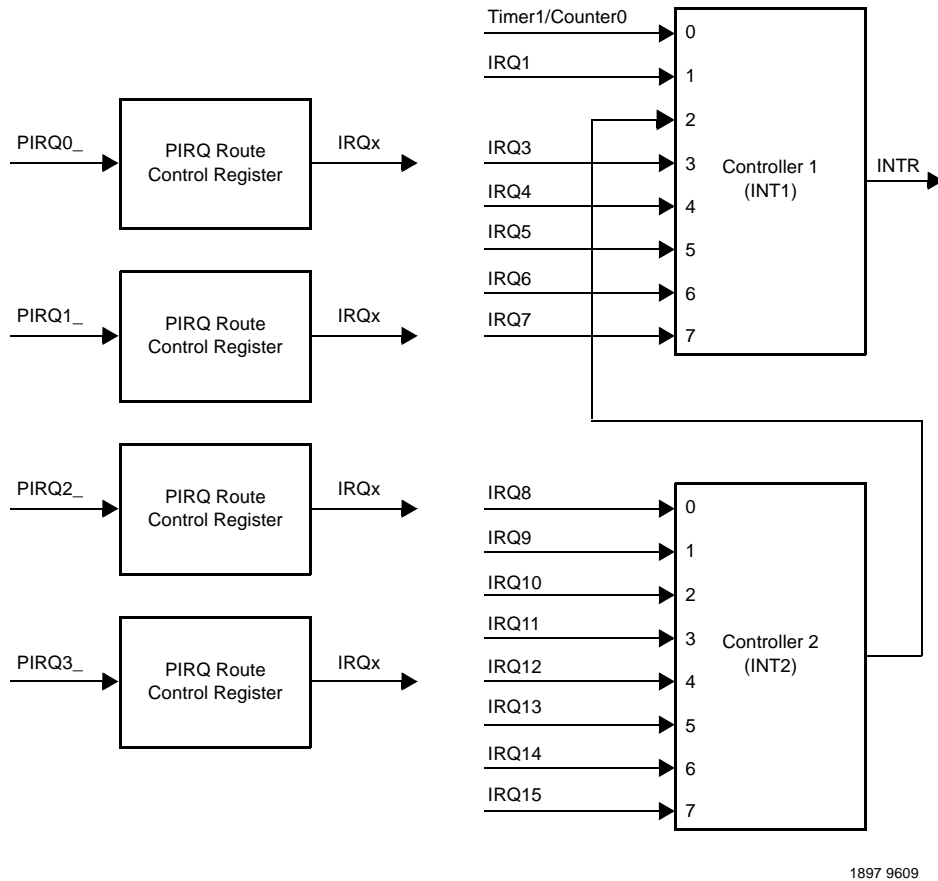 PIRQ0_
PIRQ Route
Control Register
IRQx
PIRQ1_
PIRQ Route
Control Register
IRQx
PIRQ2_
PIRQ Route
Control Register
IRQx
PIRQ3_
PIRQ Route
Control Register
IRQx
Timer1/Counter0
0
IRQ1
1
2
IRQ3
3
IRQ4
4
IRQ5
5
IRQ6
6
IRQ7
7
Controller 1
(INT1)
INTR
IRQ8
0
IRQ9
1
IRQ10
2
IRQ11
3
IRQ12
4
IRQ13
5
IRQ14
6
IRQ15
7
Controller 2
(INT2)
1897 9609